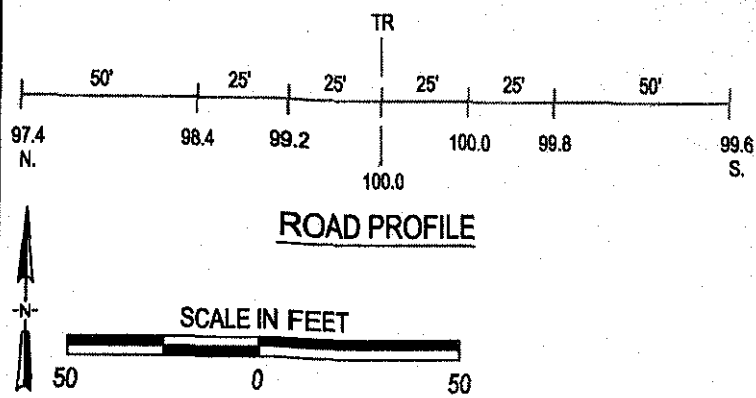 TR
50' 25' 25' 25' 25' 50'
97.4 98.4 99.2 100.0 99.8 99.6
N. S.
100.0
ROAD PROFILE
-N-
SCALE IN FEET
50 0 50